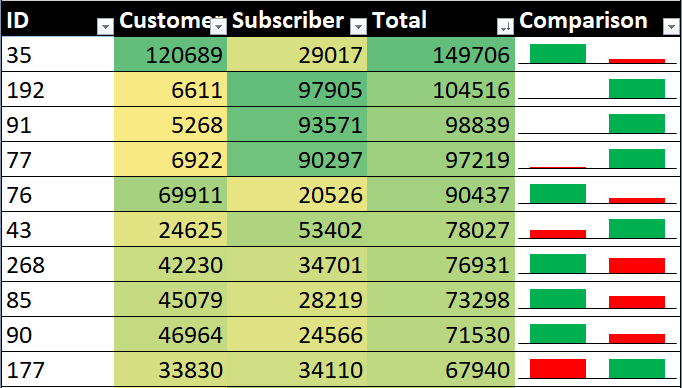 ID Customer Subscriber Total Comparison
35 120689 29017 149706
192 6611 97905 104516
91 5268 93571 98839
77 6922 90297 97219
76 69911 20526 90437
43 24625 53402 78027
268 42230 34701 76931
85 45079 28219 73298
90 46964 24566 71530
177 33830 34110 67940